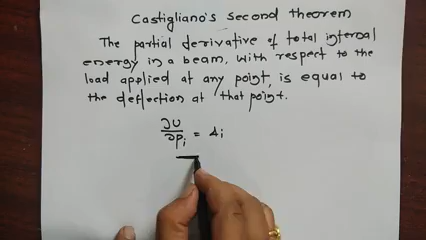 Castigliano's second theorem
The partial derivative of total internal
energy in a beam, with respect to the
load applied at any point, is equal to
the deflection at that point.
∂U/∂Pi = Δi